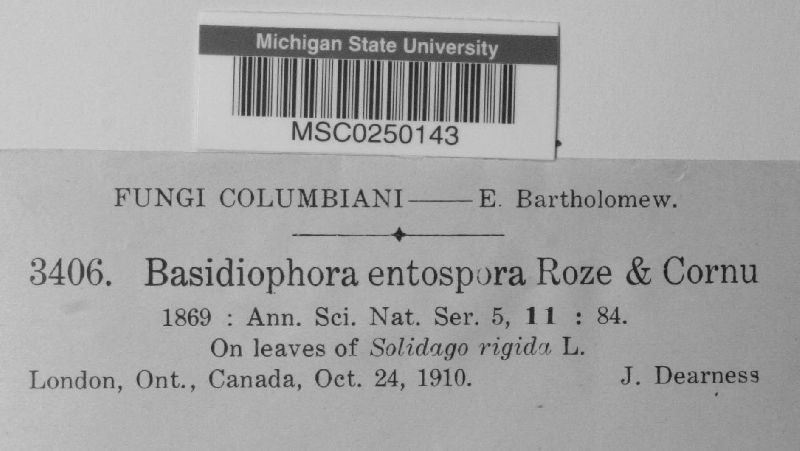 Michigan State University
MSC0250143
FUNGI COLUMBIANI—— E. Bartholomew.
3406. Basidiophora entospora Roze & Cornu
1869 : Ann. Sci. Nat. Ser. 5, 11 : 84.
On leaves of Solidago rigida L.
London, Ont., Canada, Oct. 24, 1910. J. Dearness